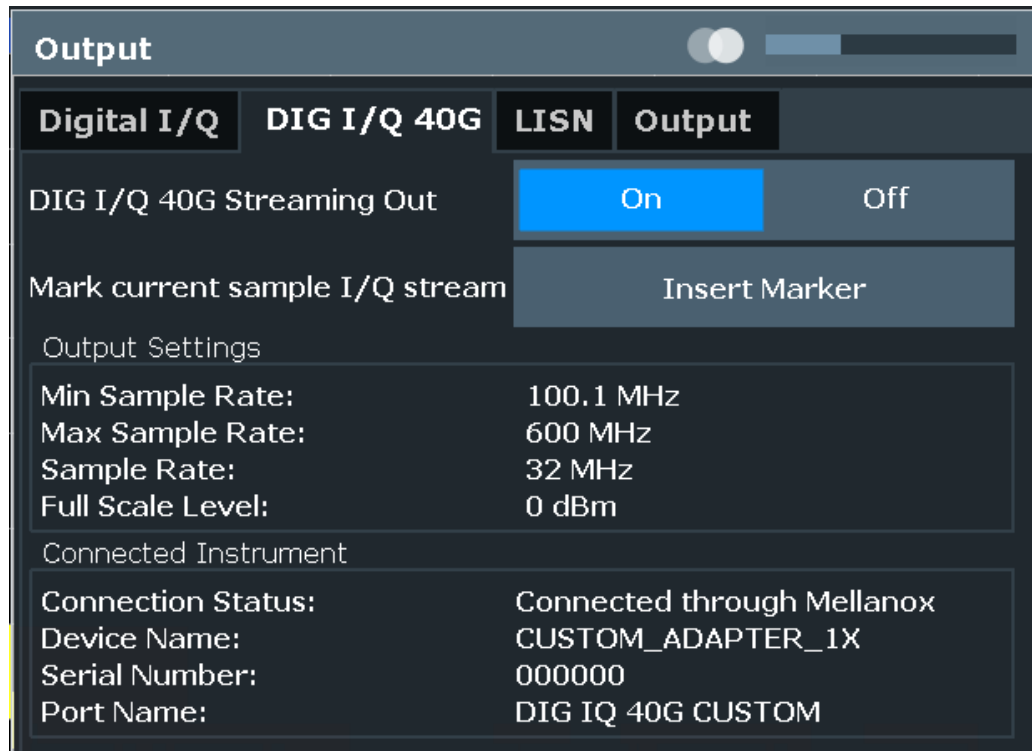 Output
Digital I/Q DIG I/Q 40G LISN Output
DIG I/Q 40G Streaming Out On Off
Mark current sample I/Q stream Insert Marker
Output Settings
Min Sample Rate: 100.1 MHz
Max Sample Rate: 600 MHz
Sample Rate: 32 MHz
Full Scale Level: 0 dBm
Connected Instrument
Connection Status: Connected through Mellanox
Device Name: CUSTOM_ADAPTER_1X
Serial Number: 000000
Port Name: DIG IQ 40G CUSTOM